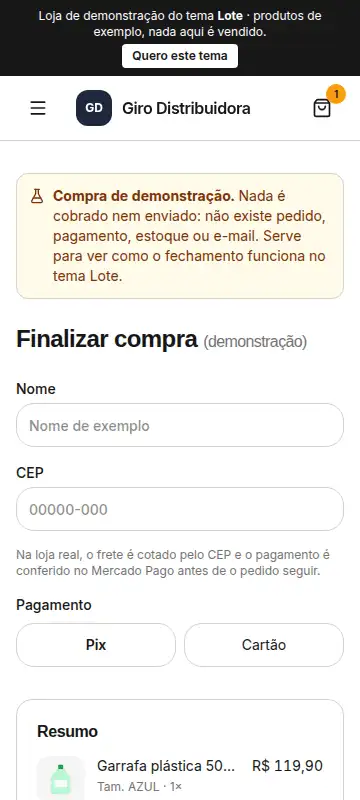 Loja de demonstração do tema Lote · produtos de
exemplo, nada aqui é vendido.
Quero este tema
GD Giro Distribuidora 1
Compra de demonstração. Nada é
cobrado nem enviado: não existe pedido,
pagamento, estoque ou e-mail. Serve
para ver como o fechamento funciona no
tema Lote.
Finalizar compra (demonstração)
Nome
Nome de exemplo
CEP
00000-000
Na loja real, o frete é cotado pelo CEP e o pagamento é
conferido no Mercado Pago antes de o pedido seguir.
Pagamento
Pix Cartão
Resumo
Garrafa plástica 50... R$ 119,90
Tam. AZUL · 1×